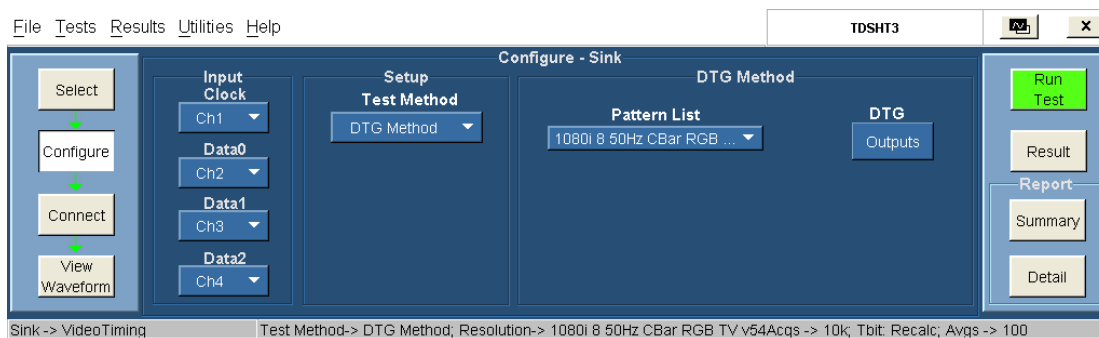 File Tests Results Utilities Help
TDSHT3
x
Configure - Sink
Select
Configure
Connect
View
Waveform
Input
Clock
Ch1
Data0
Ch2
Data1
Ch3
Data2
Ch4
Setup
Test Method
DTG Method
DTG Method
Pattern List
1080i 8 50Hz CBar RGB ...
DTG
Outputs
Run
Test
Result
Report
Summary
Detail
Sink -> VideoTiming
Test Method-> DTG Method; Resolution-> 1080i 8 50Hz CBar RGB TV v54Acqs -> 10k; Tbit: Recalc; Avgs -> 100